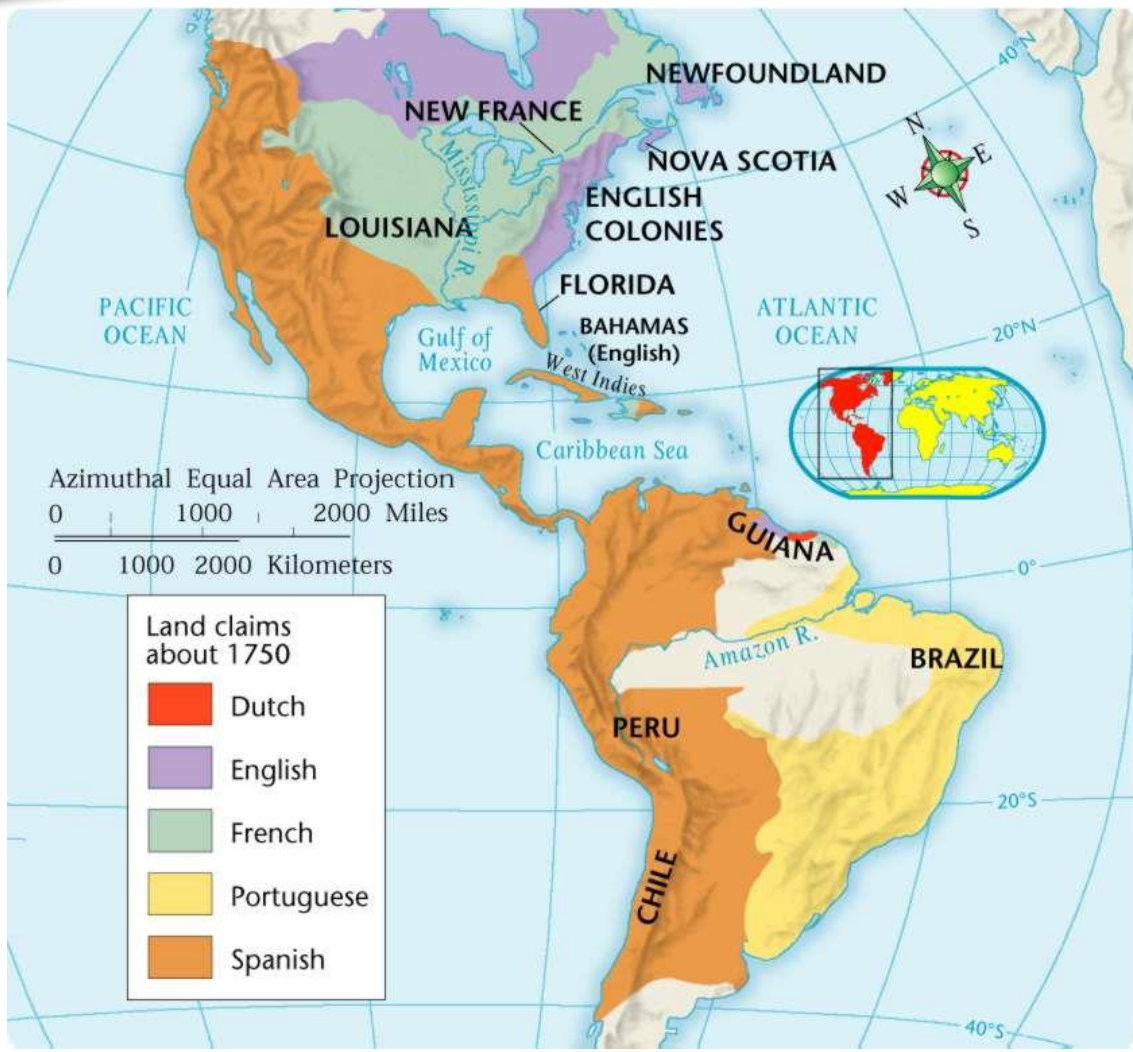 NEWFOUNDLAND
40°N
NEW FRANCE
N
E
W
S
NOVA SCOTIA
Mississippi R.
ENGLISH
COLONIES
LOUISIANA
FLORIDA
PACIFIC
OCEAN
ATLANTIC
OCEAN
Gulf of
Mexico
BAHAMAS
(English)
20°N
West Indies
Caribbean Sea
Azimuthal Equal Area Projection
0 1000 2000 Miles
0 1000 2000 Kilometers
GUIANA
0°
Land claims
about 1750
Dutch
English
French
Portuguese
Spanish
Amazon R.
BRAZIL
PERU
20°S
CHILE
40°S